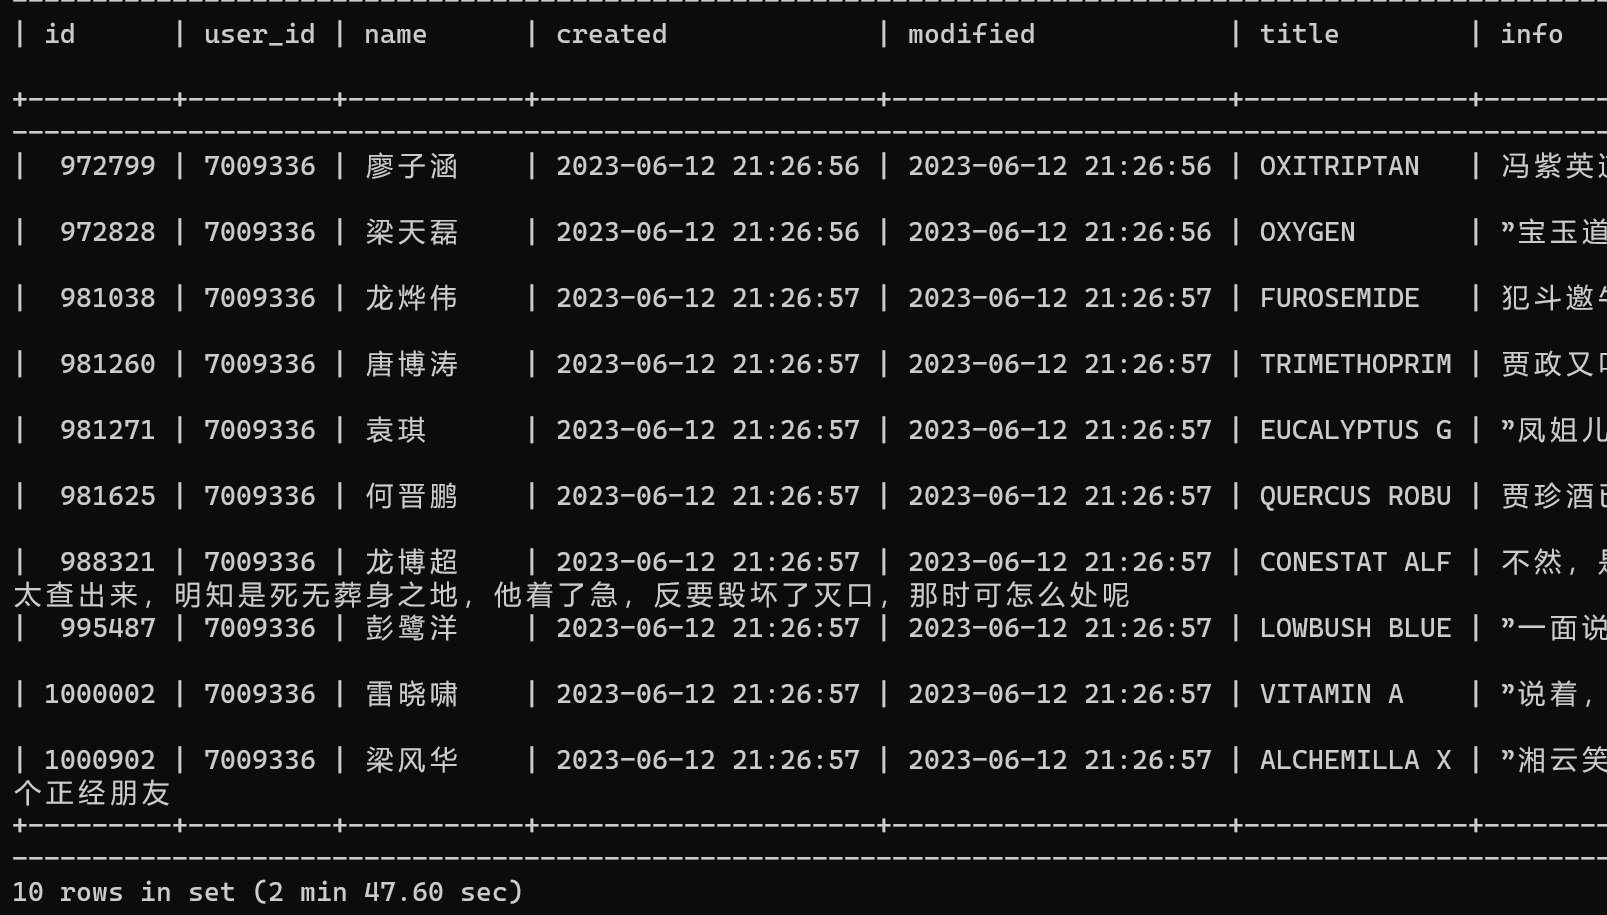 | id | user_id | name | created | modified | title | info
| 972799 | 7009336 | 廖子涵 | 2023-06-12 21:26:56 | 2023-06-12 21:26:56 | OXITRIPTAN | 冯紫英
| 972828 | 7009336 | 梁天磊 | 2023-06-12 21:26:56 | 2023-06-12 21:26:56 | OXYGEN | ”宝玉道
| 981038 | 7009336 | 龙烨伟 | 2023-06-12 21:26:57 | 2023-06-12 21:26:57 | FUROSEMIDE | 犯斗邀牛
| 981260 | 7009336 | 唐博涛 | 2023-06-12 21:26:57 | 2023-06-12 21:26:57 | TRIMETHOPRIM | 贾政又
| 981271 | 7009336 | 袁琪 | 2023-06-12 21:26:57 | 2023-06-12 21:26:57 | EUCALYPTUS G | ”凤姐儿
| 981625 | 7009336 | 何晋鹏 | 2023-06-12 21:26:57 | 2023-06-12 21:26:57 | QUERCUS ROBU | 贾珍酒
| 988321 | 7009336 | 龙博超 | 2023-06-12 21:26:57 | 2023-06-12 21:26:57 | CONESTAT ALF | 不然，是
太查出来，明知是死无葬身之地，他着了急，反要毁坏了灭口，那时可怎么处呢
| 995487 | 7009336 | 彭鹭洋 | 2023-06-12 21:26:57 | 2023-06-12 21:26:57 | LOWBUSH BLUE | ”一面说
| 1000002 | 7009336 | 雷晓啸 | 2023-06-12 21:26:57 | 2023-06-12 21:26:57 | VITAMIN A | ”说着，
| 1000902 | 7009336 | 梁风华 | 2023-06-12 21:26:57 | 2023-06-12 21:26:57 | ALCHEMILLA X | ”湘云笑
个正经朋友
10 rows in set (2 min 47.60 sec)